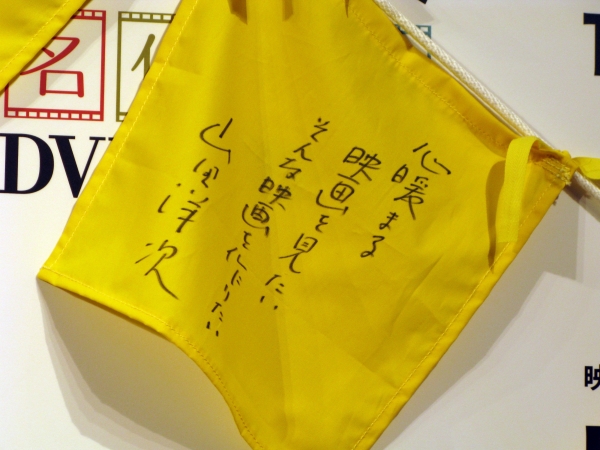 心暖まる
映画を見たい
そんな映画を作りたい
山田洋次
名
DV
映